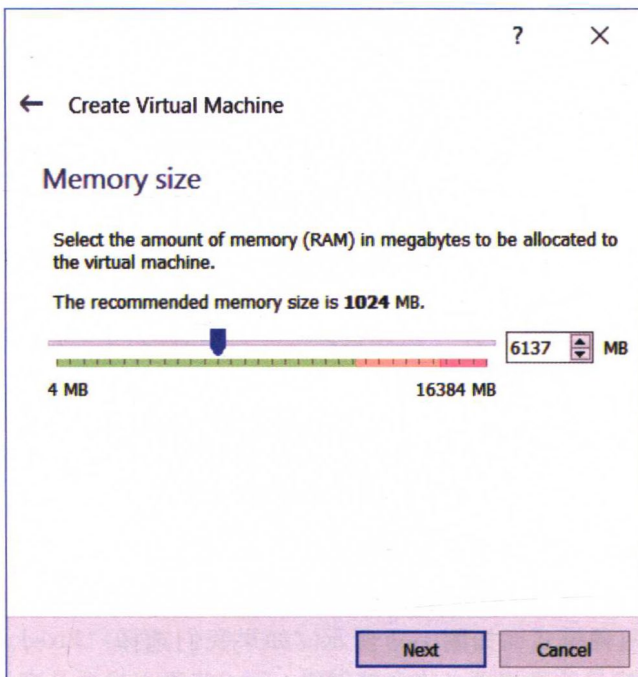 ?
Create Virtual Machine
Memory size
Select the amount of memory (RAM) in megabytes to be allocated to
the virtual machine.
The recommended memory size is 1024 MB.
6137 MB
4 MB 16384 MB
Next Cancel